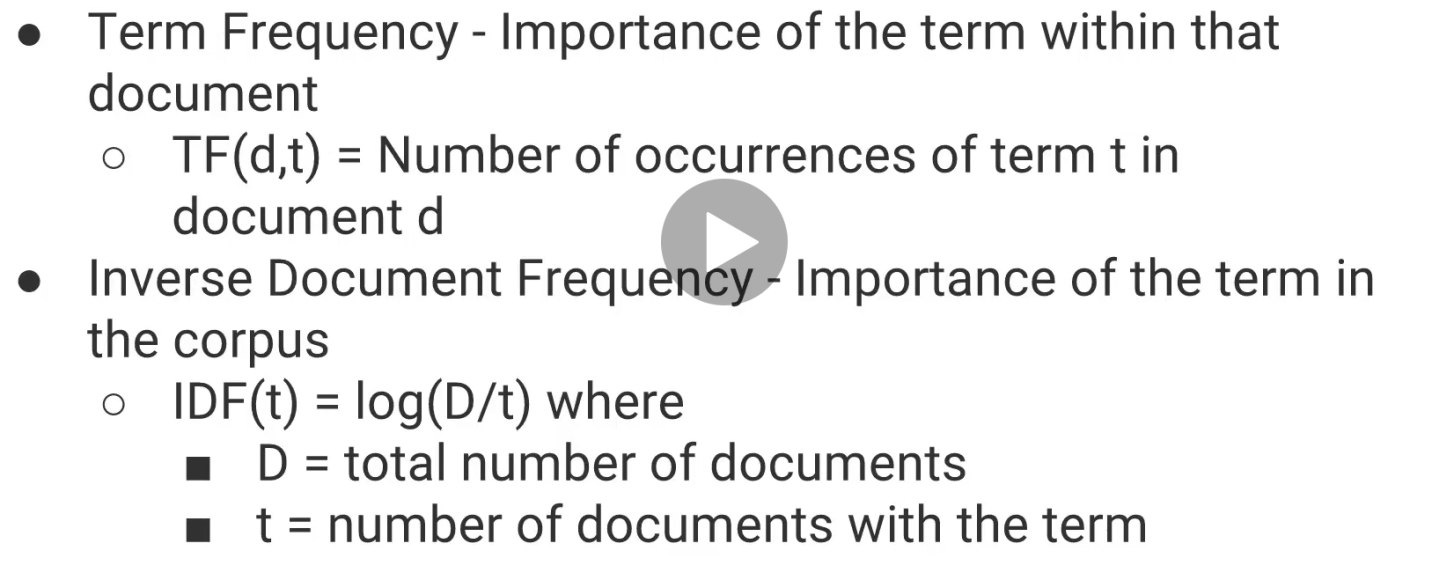 ● Term Frequency - Importance of the term within that
document
○ TF(d,t) = Number of occurrences of term t in
document d
● Inverse Document Frequency - Importance of the term in
the corpus
○ IDF(t) = log(D/t) where
■ D = total number of documents
■ t = number of documents with the term